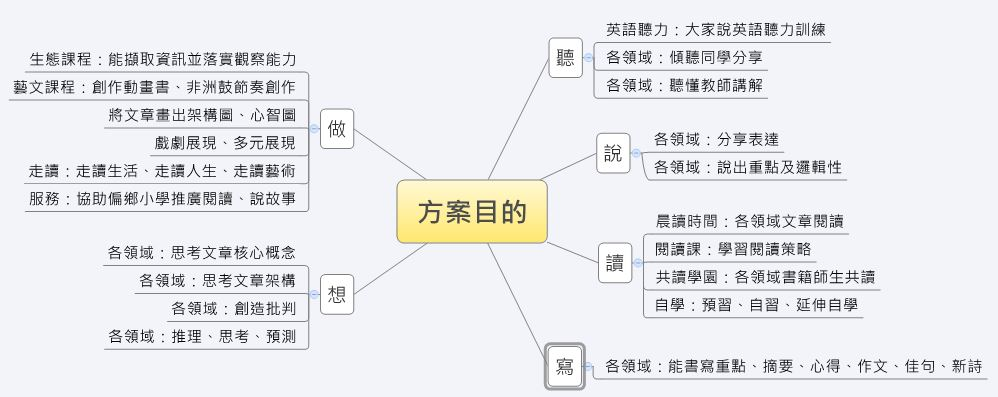 方案目的
聽
英語聽力：大家說英語聽力訓練
各領域：傾聽同學分享
各領域：聽懂教師講解
說
各領域：分享表達
各領域：說出重點及邏輯性
讀
晨讀時間：各領域文章閱讀
閱讀課：學習閱讀策略
共讀學園：各領域書籍師生共讀
自學：預習、自習、延伸自學
寫
各領域：能書寫重點、摘要、心得、作文、佳句、新詩
想
各領域：思考文章核心概念
各領域：思考文章架構
各領域：創造批判
各領域：推理、思考、預測
做
生態課程：能擷取資訊並落實觀察能力
藝文課程：創作動畫書、非洲鼓節奏創作
將文章畫出架構圖、心智圖
戲劇展現、多元展現
走讀：走讀生活、走讀人生、走讀藝術
服務：協助偏鄉小學推廣閱讀、說故事